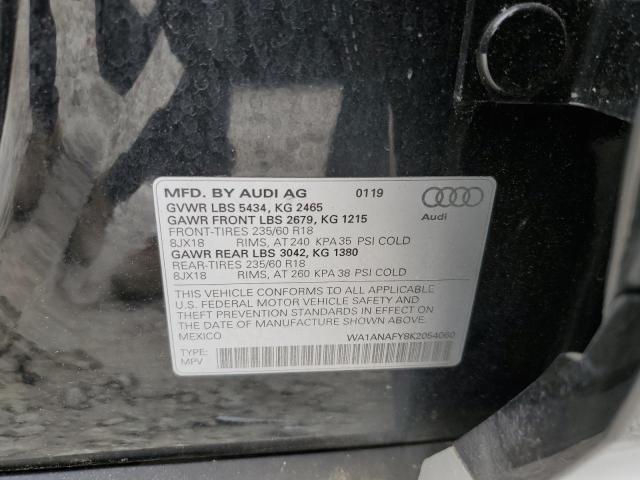 MFD. BY AUDI AG 0119
GVWR LBS 5434, KG 2465
GAWR FRONT LBS 2679, KG 1215
FRONT-TIRES 235/60 R18
8JX18 RIMS, AT 240 KPA 35 PSI COLD
GAWR REAR LBS 3042, KG 1380
REAR-TIRES 235/60 R18
8JX18 RIMS, AT 260 KPA 38 PSI COLD
Audi
THIS VEHICLE CONFORMS TO ALL APPLICABLE
U.S. FEDERAL MOTOR VEHICLE SAFETY AND
THEFT PREVENTION STANDARDS IN EFFECT ON
THE DATE OF MANUFACTURE SHOWN ABOVE.
MEXICO WA1ANAFY8K2054060
TYPE:
MPV